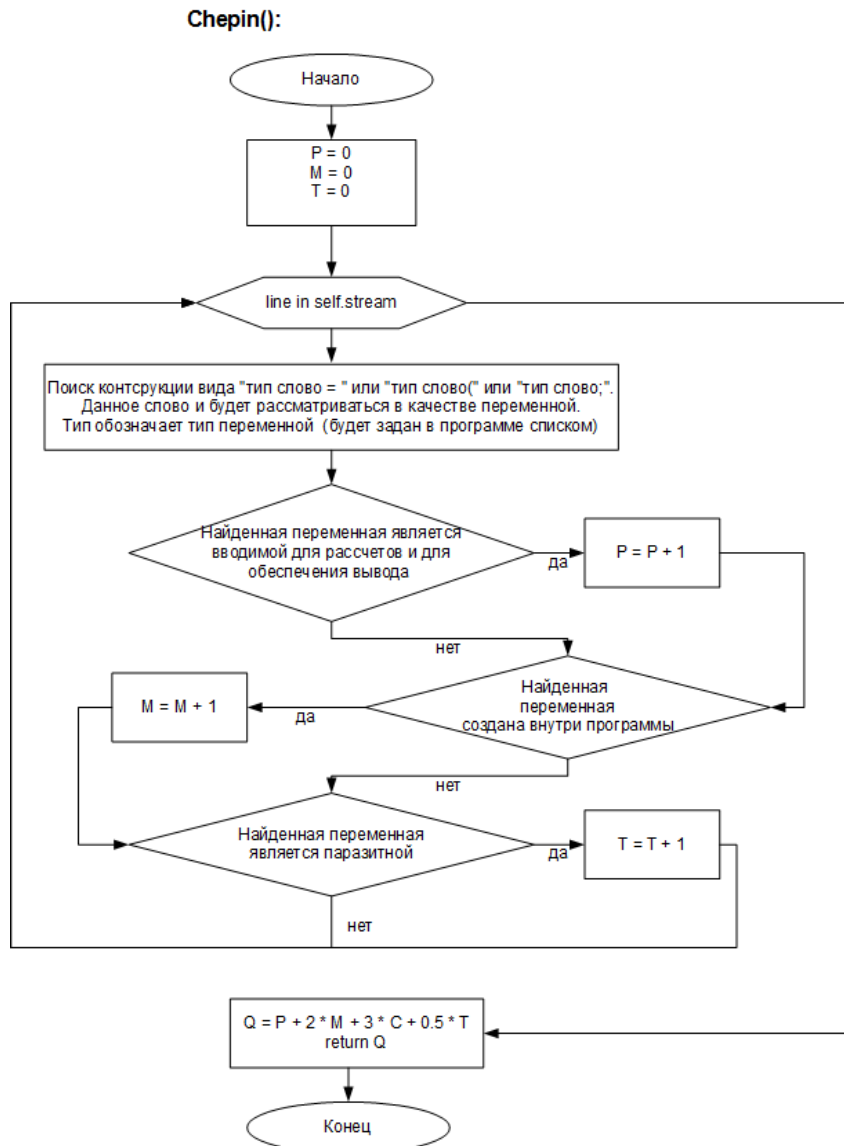 Chepin():
Начало
P = 0
M = 0
T = 0
line in self.stream
Поиск контсрукции вида "тип слово = " или "тип слово(" или "тип слово;".
Данное слово и будет рассматриваться в качестве переменной.
Тип обозначает тип переменной (будет задан в программе списком)
Найденная переменная является
вводимой для рассчетов и для
обеспечения вывода
да
P = P + 1
нет
Найденная
переменная
создана внутри программы
да
M = M + 1
нет
Найденная переменная
является паразитной
да
T = T + 1
нет
Q = P + 2 * M + 3 * C + 0.5 * T
return Q
Конец